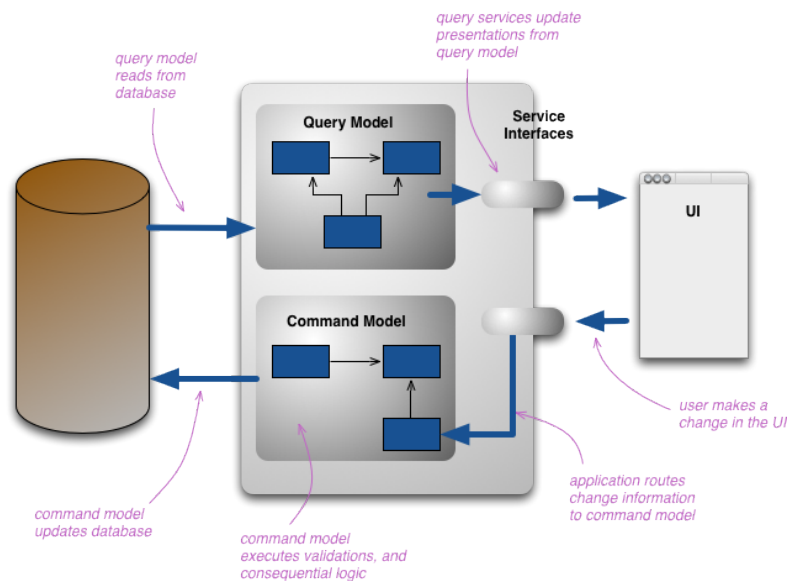 query services update
presentations from
query model
query model
reads from
database
Service
Interfaces
Query Model
UI
Command Model
user makes a
change in the UI
application routes
change information
to command model
command model
updates database
command model
executes validations, and
consequential logic